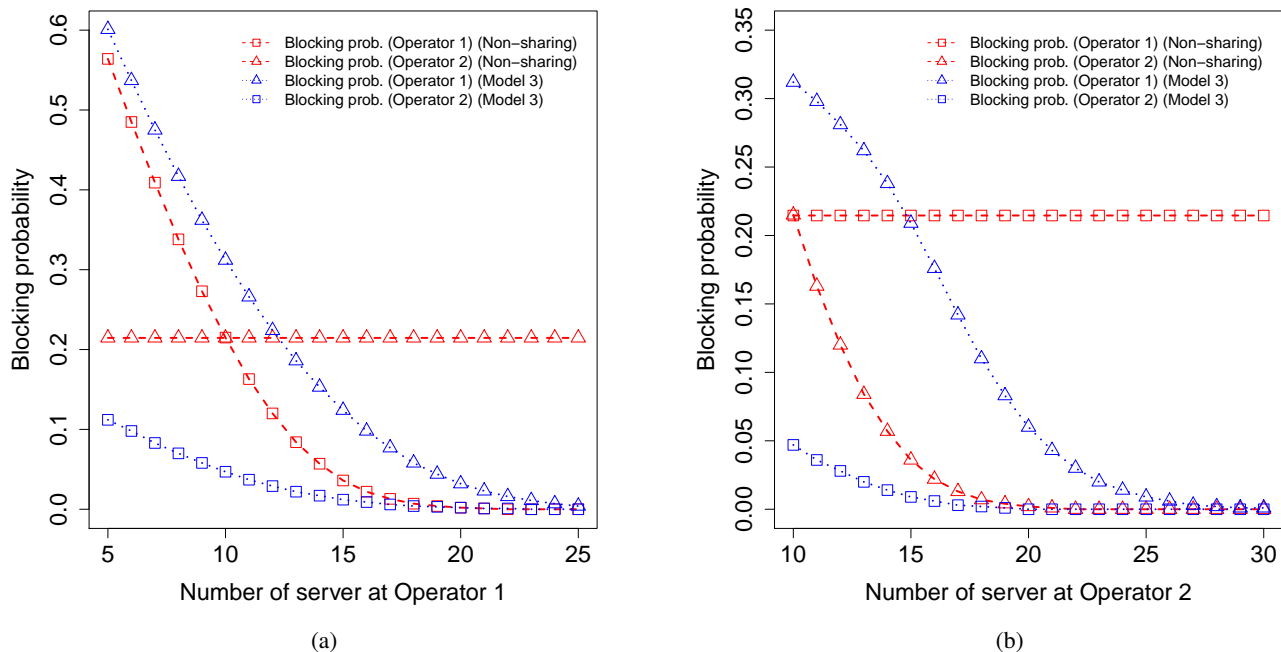 Blocking prob. (Operator 1) (Non−sharing)
Blocking prob. (Operator 2) (Non−sharing)
Blocking prob. (Operator 1) (Model 3)
Blocking prob. (Operator 2) (Model 3)
Blocking probability
0.6
0.5
0.4
0.3
0.2
0.1
0.0
5 10 15 20 25
Number of server at Operator 1
(a)
Blocking prob. (Operator 1) (Non−sharing)
Blocking prob. (Operator 2) (Non−sharing)
Blocking prob. (Operator 1) (Model 3)
Blocking prob. (Operator 2) (Model 3)
Blocking probability
0.35
0.30
0.25
0.20
0.15
0.10
0.05
0.00
10 15 20 25 30
Number of server at Operator 2
(b)